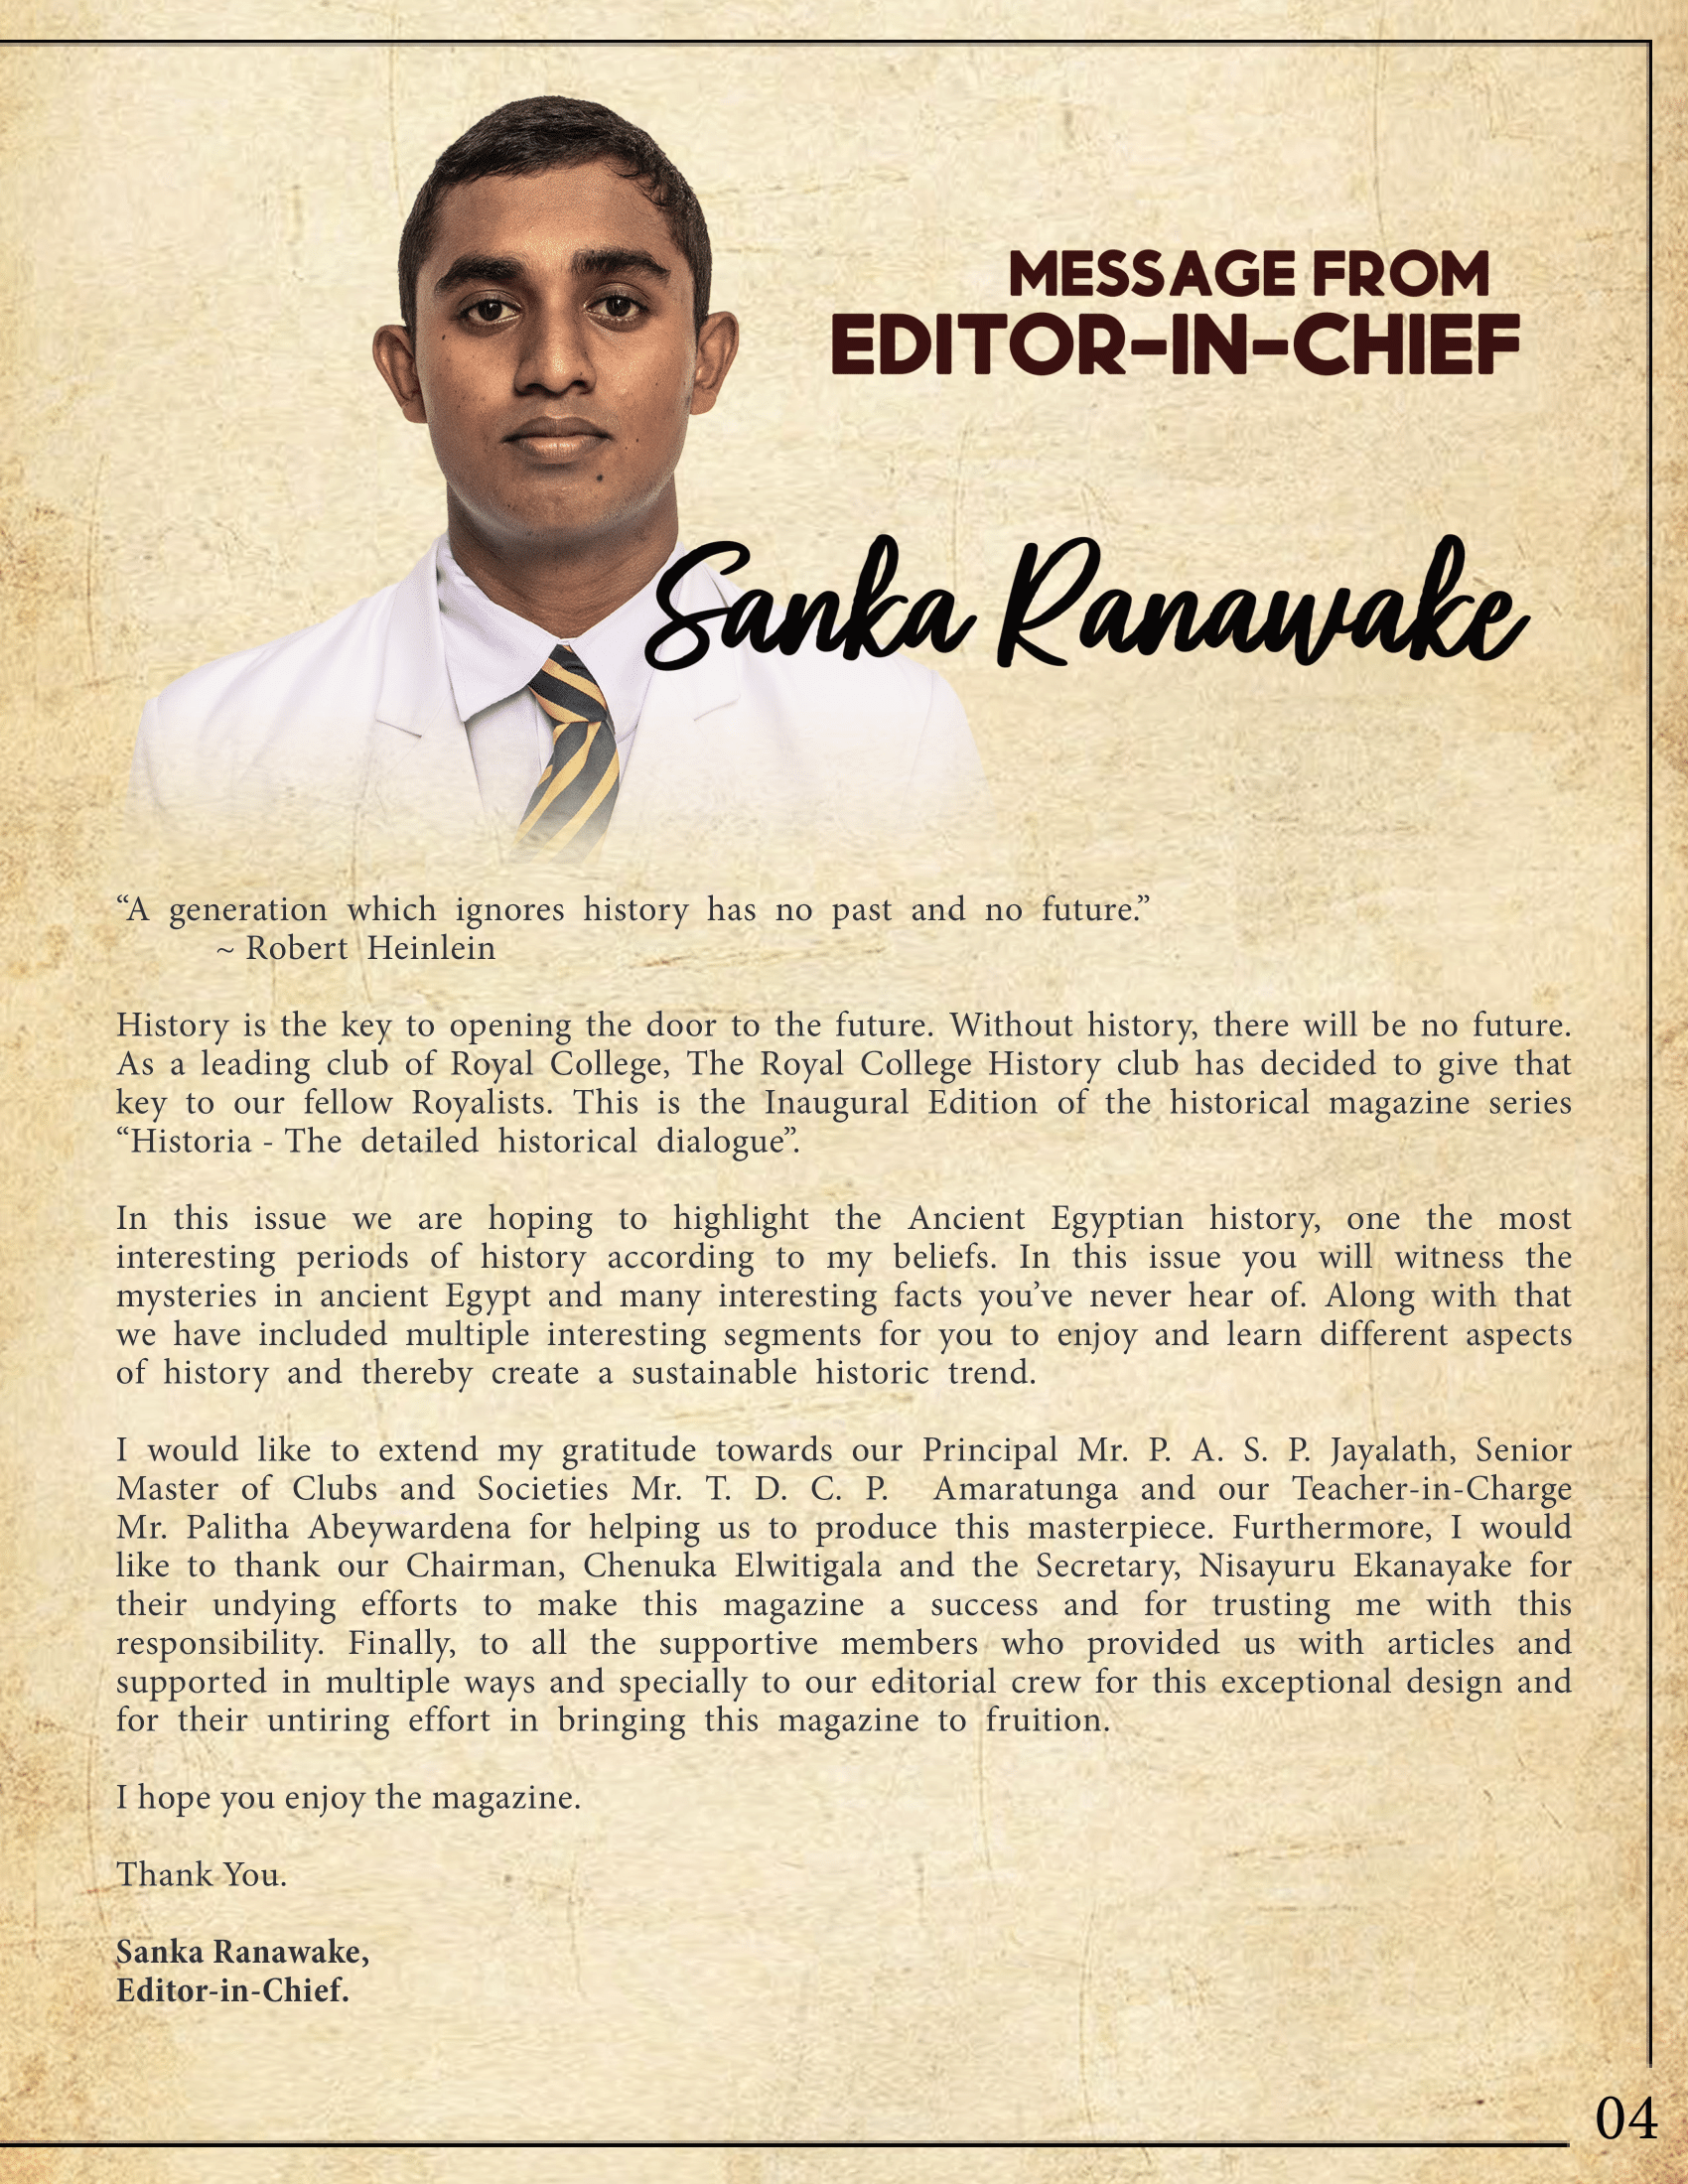 MESSAGE FROM
EDITOR-IN-CHIEF
Sanka Ranawake
“A generation which ignores history has no past and no future.”
~ Robert Heinlein
History is the key to opening the door to the future. Without history, there will be no future.
As a leading club of Royal College, The Royal College History club has decided to give that
key to our fellow Royalists. This is the Inaugural Edition of the historical magazine series
“Historia - The detailed historical dialogue”.
In this issue we are hoping to highlight the Ancient Egyptian history, one the most
interesting periods of history according to my beliefs. In this issue you will witness the
mysteries in ancient Egypt and many interesting facts you’ve never hear of. Along with that
we have included multiple interesting segments for you to enjoy and learn different aspects
of history and thereby create a sustainable historic trend.
I would like to extend my gratitude towards our Principal Mr. P. A. S. P. Jayalath, Senior
Master of Clubs and Societies Mr. T. D. C. P. Amaratunga and our Teacher-in-Charge
Mr. Palitha Abeywardena for helping us to produce this masterpiece. Furthermore, I would
like to thank our Chairman, Chenuka Elwitigala and the Secretary, Nisayuru Ekanayake for
their undying efforts to make this magazine a success and for trusting me with this
responsibility. Finally, to all the supportive members who provided us with articles and
supported in multiple ways and specially to our editorial crew for this exceptional design and
for their untiring effort in bringing this magazine to fruition.
I hope you enjoy the magazine.
Thank You.
Sanka Ranawake,
Editor-in-Chief.
04